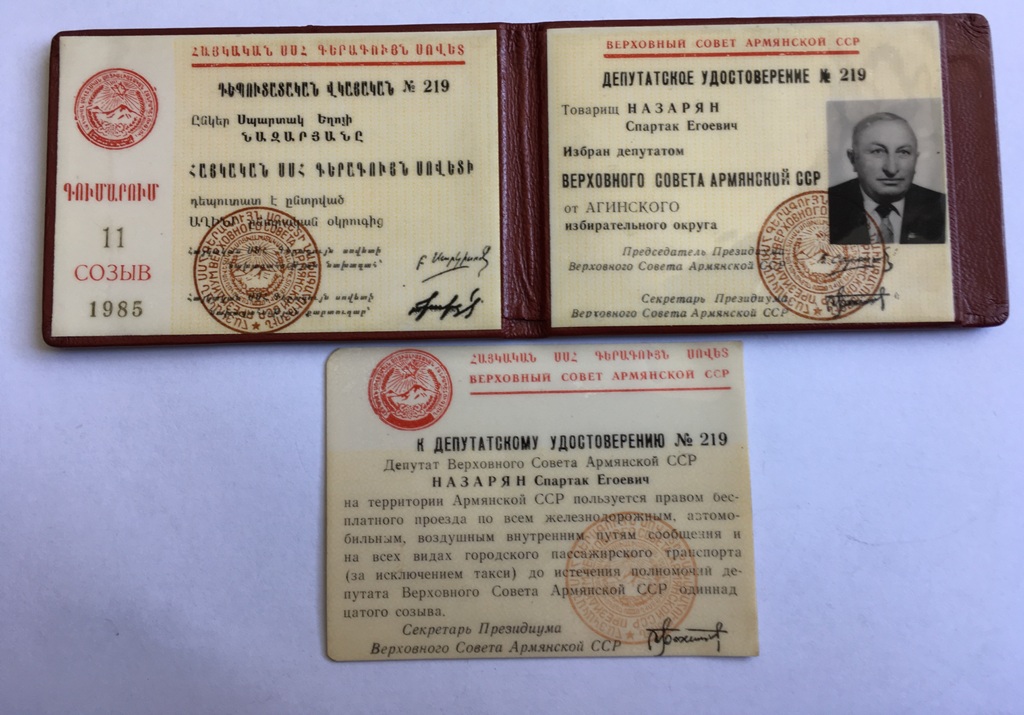 ՀԱՅԿԱԿԱՆ ՍՍՀ ԳԵՐԱԳՈՒՅՆ ՍՈՎԵՏ
ԴԵՊՈՒՏԱՏԱԿԱՆ ՎԿԱՅԱԿԱՆ № 219
Ընկեր Սպարտակ Եղոյի
ՆԱԶԱՐՅԱՆԸ
ՀԱՅԿԱԿԱՆ ՍՍՀ ԳԵՐԱԳՈՒՅՆ ՍՈՎԵՏԻ
դեպուտատ է ընտրված
օկրուգից
ԳՈՒՄԱՐՈՒՄ
11
СОЗЫВ
1985
ВЕРХОВНЫЙ СОВЕТ АРМЯНСКОЙ ССР
ДЕПУТАТСКОЕ УДОСТОВЕРЕНИЕ № 219
Товарищ НАЗАРЯН
Спартак Егоевич
Избран депутатом
ВЕРХОВНОГО СОВЕТА АРМЯНСКОЙ ССР
от АГИНСКОГО
избирательного округа
Председатель
Верховного Совета Армянской ССР
Секретарь Президиума
Верховного Совета Армянской ССР
ՀԱՅԿԱԿԱՆ ՍՍՀ ԳԵՐԱԳՈՒՅՆ ՍՈՎԵՏ
ВЕРХОВНЫЙ СОВЕТ АРМЯНСКОЙ ССР
К ДЕПУТАТСКОМУ УДОСТОВЕРЕНИЮ № 219
Депутат Верховного Совета Армянской ССР
НАЗАРЯН Спартак Егоевич
на территории Армянской ССР пользуется правом бес-
платного проезда по всем железнодорожным, автомо-
бильным, воздушным внутренним путям сообщения и
на всех видах городского пассажирского транспорта
(за исключением такси) до истечения полномочий де-
путата Верховного Совета Армянской ССР одиннад
цатого созыва.
Секретарь Президиума
Верховного Совета Армянской ССР